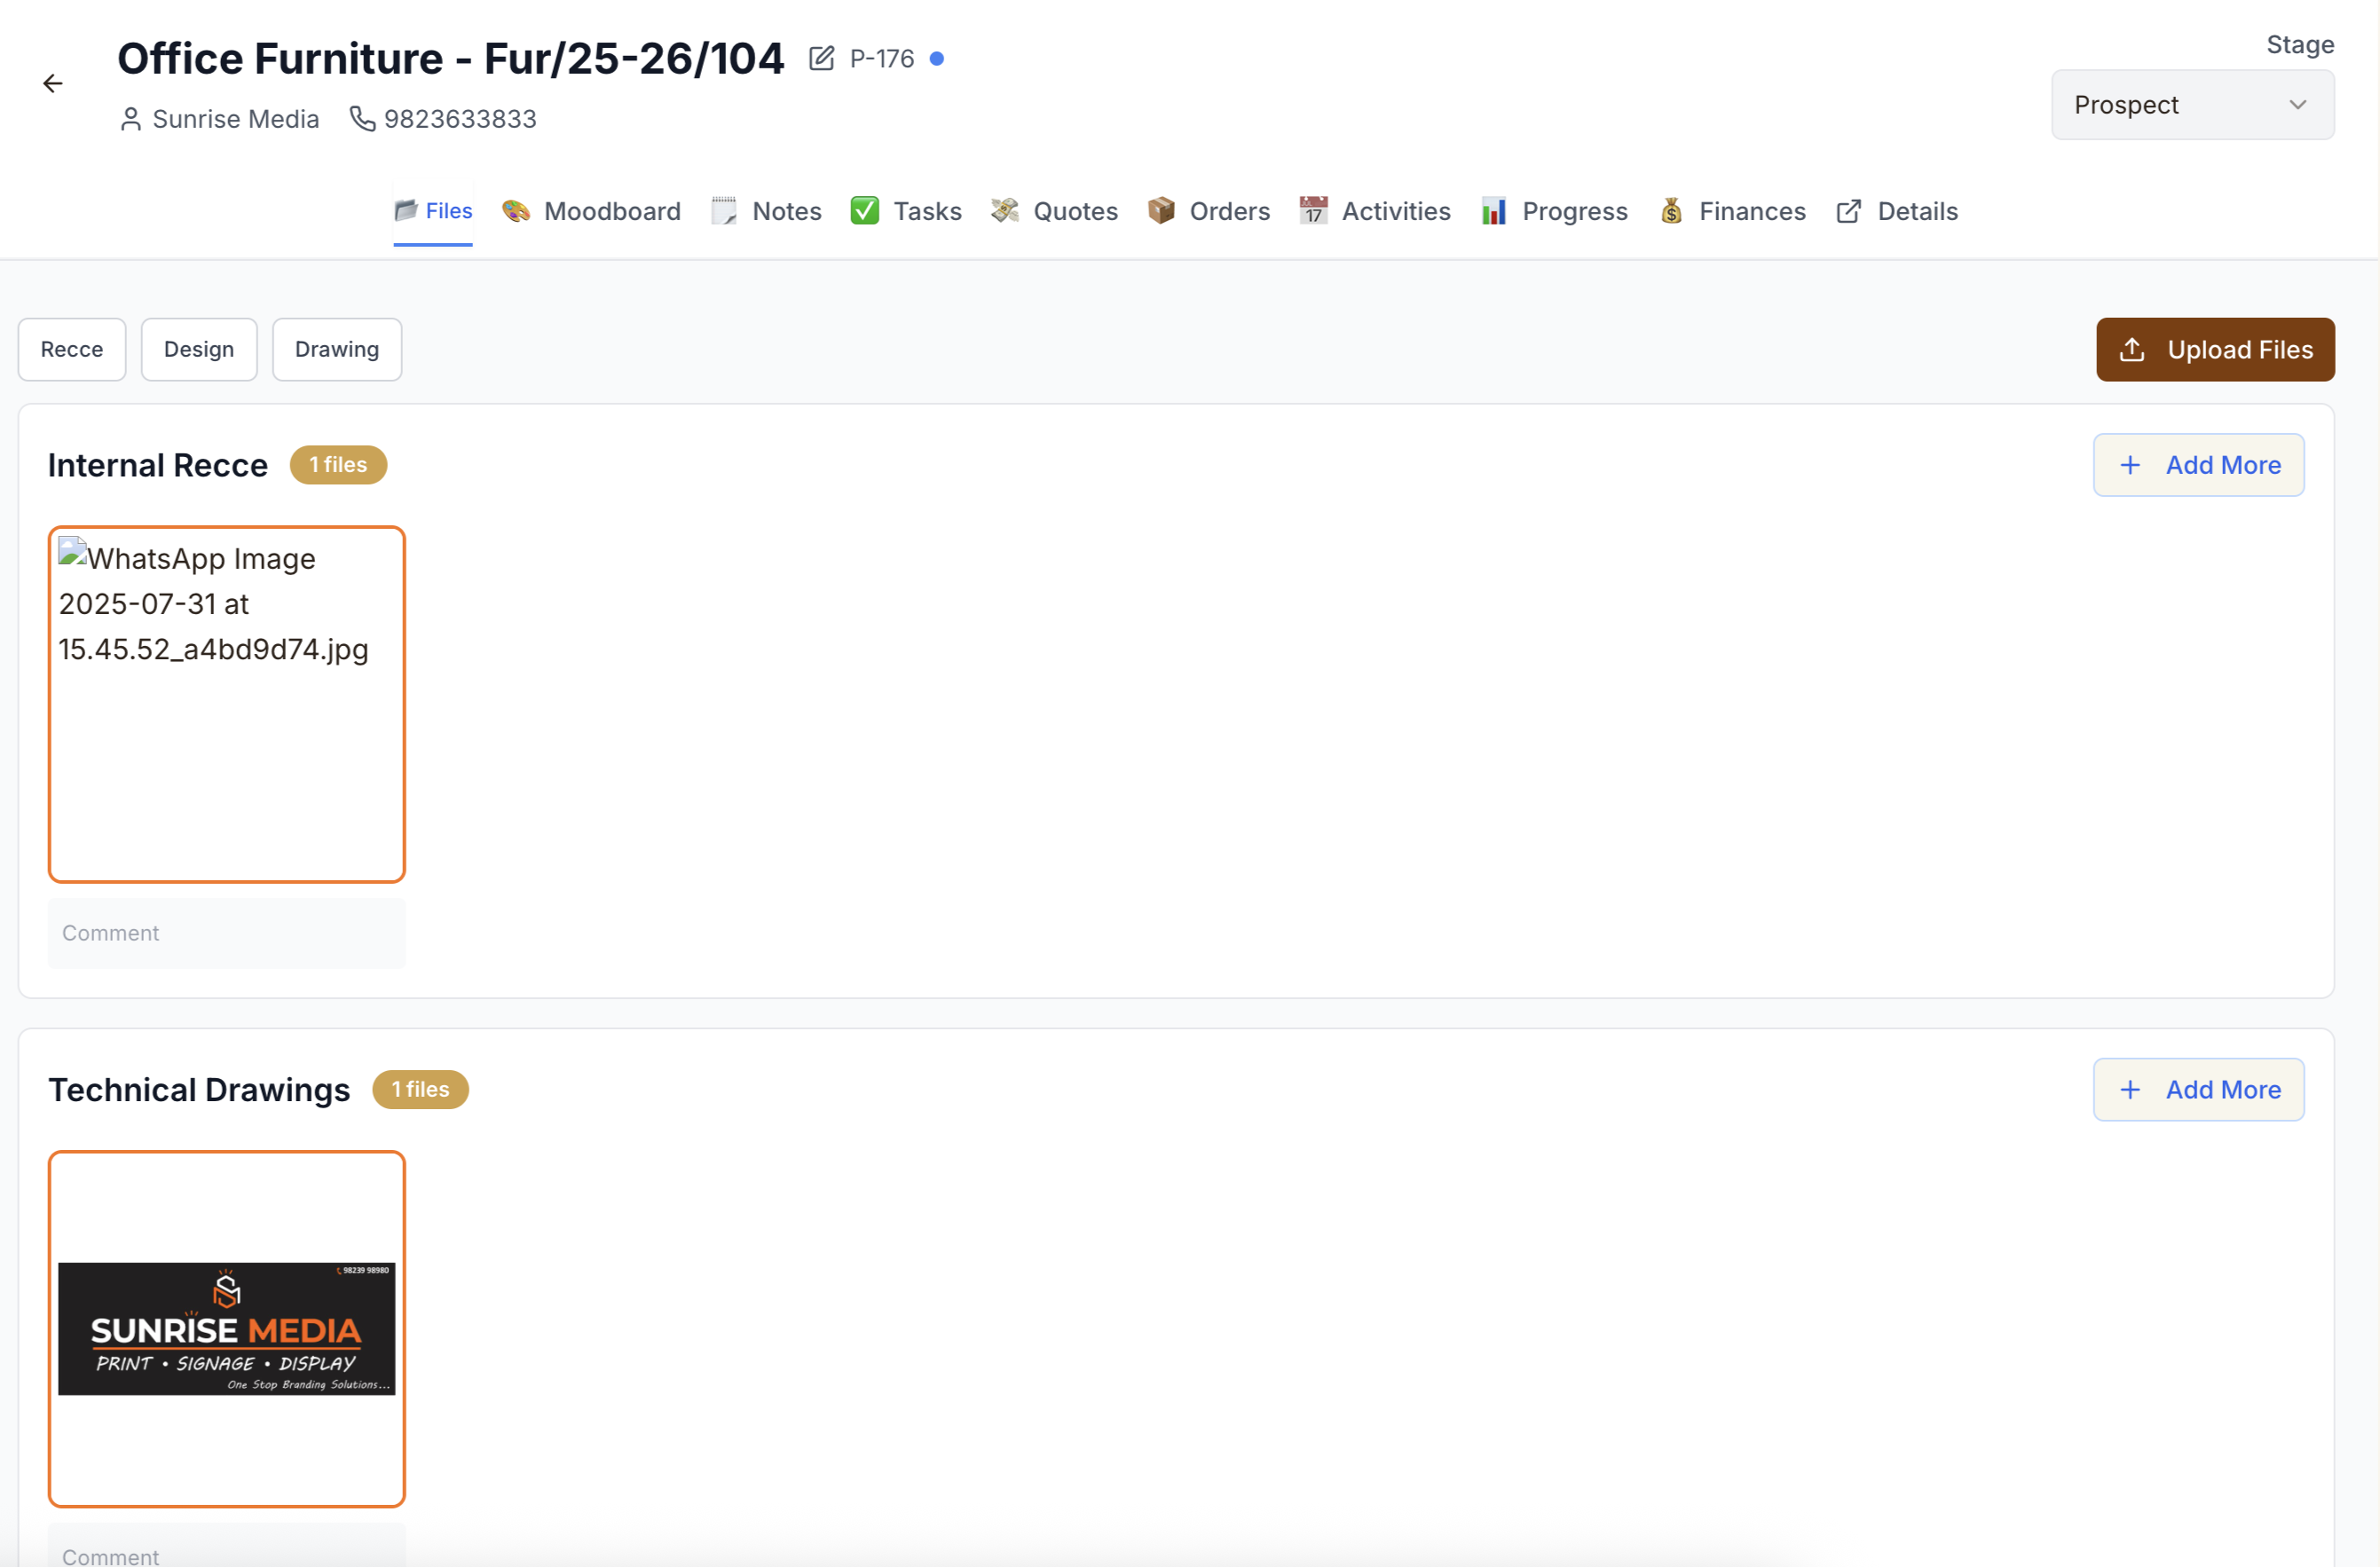 Office Furniture - Fur/25-26/104 P-176
Stage
Sunrise Media 9823633833
Prospect
Files Moodboard Notes Tasks Quotes Orders 17 Activities Progress Finances Details
Recce Design Drawing
Upload Files
Internal Recce 1 files
Add More
WhatsApp Image
2025-07-31 at
15.45.52_a4bd9d74.jpg
Comment
Technical Drawings 1 files
Add More
98239 98980
SUNRISE MEDIA
PRINT • SIGNAGE • DISPLAY
One Stop Branding Solutions...
Comment